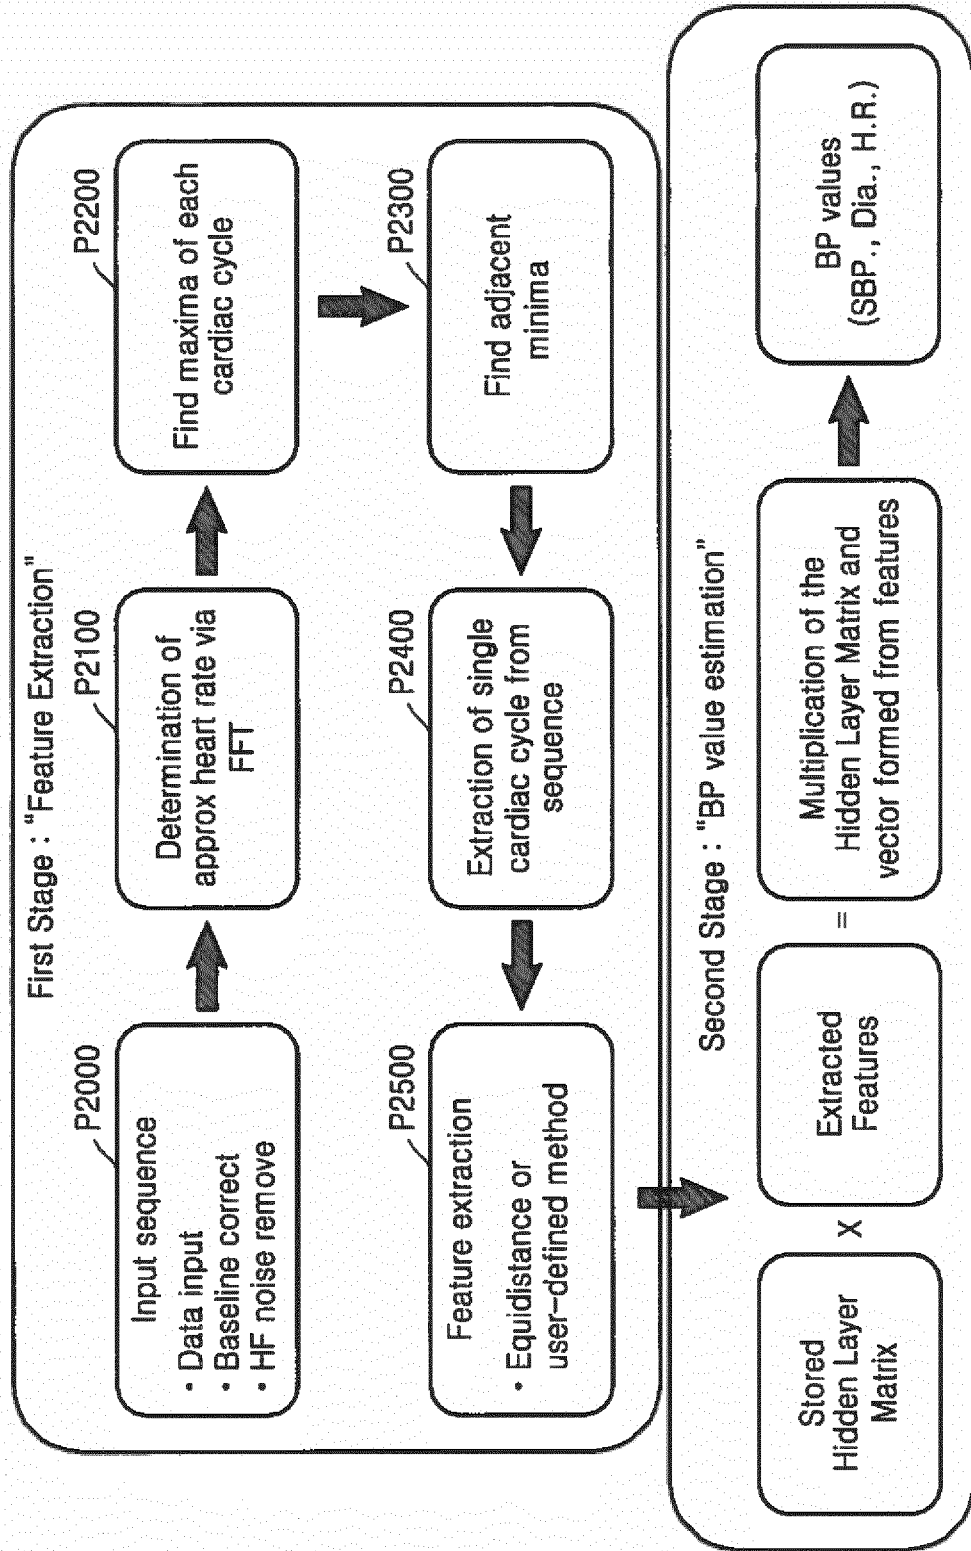 First Stage : "Feature Extraction"
P2000
Input sequence
• Data input
• Baseline correct
• HF noise remove
P2100
Determination of
approx heart rate via
FFT
P2200
Find maxima of each
cardiac cycle
P2300
Find adjacent
minima
P2400
Extraction of single
cardiac cycle from
sequence
P2500
Feature extraction
• Equidistance or
user-defined method
Second Stage : "BP value estimation"
Stored
Hidden Layer
Matrix
X
Extracted
Features
=
Multiplication of the
Hidden Layer Matrix and
vector formed from features
BP values
(SBP., Dia., H.R.)